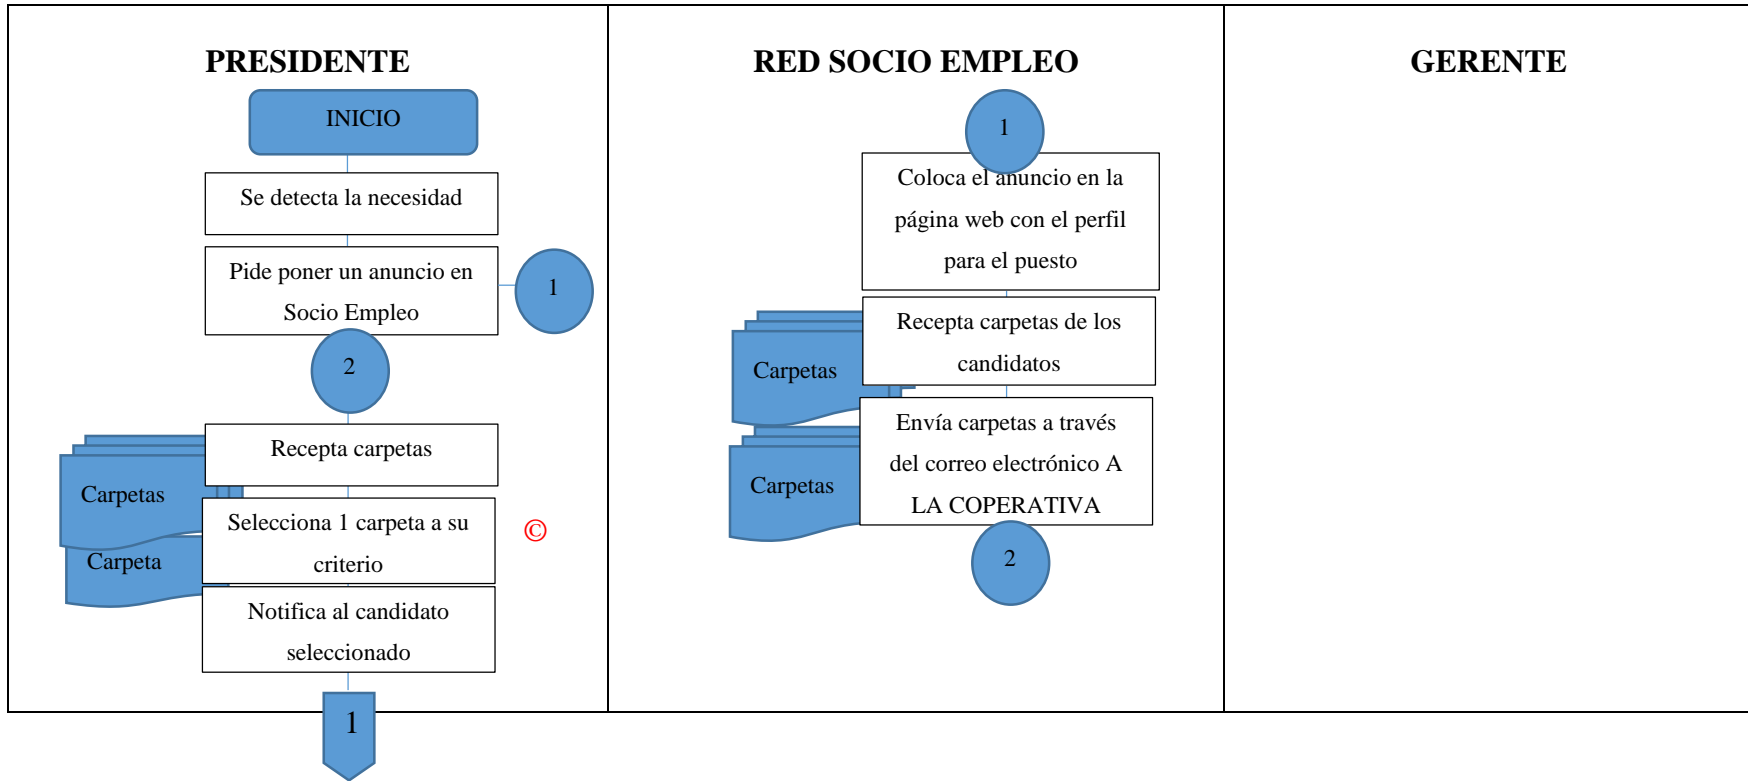 PRESIDENTE
INICIO
Se detecta la necesidad
Pide poner un anuncio en
Socio Empleo
1
2
Recepta carpetas
Carpetas
Selecciona 1 carpeta a su
criterio
©
Carpeta
Notifica al candidato
seleccionado
1
RED SOCIO EMPLEO
1
Coloca el anuncio en la
página web con el perfil
para el puesto
Recepta carpetas de los
candidatos
Carpetas
Envía carpetas a través
del correo electrónico A
LA COPERATIVA
Carpetas
2
GERENTE